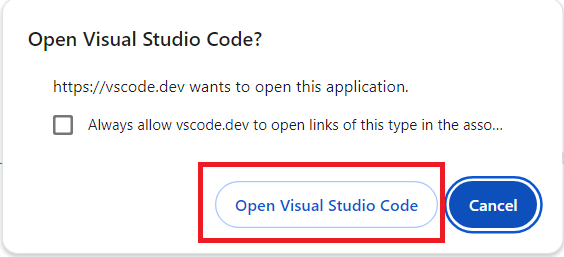 Open Visual Studio Code?
https://vscode.dev wants to open this application.
Always allow vscode.dev to open links of this type in the asso...
Open Visual Studio Code
Cancel